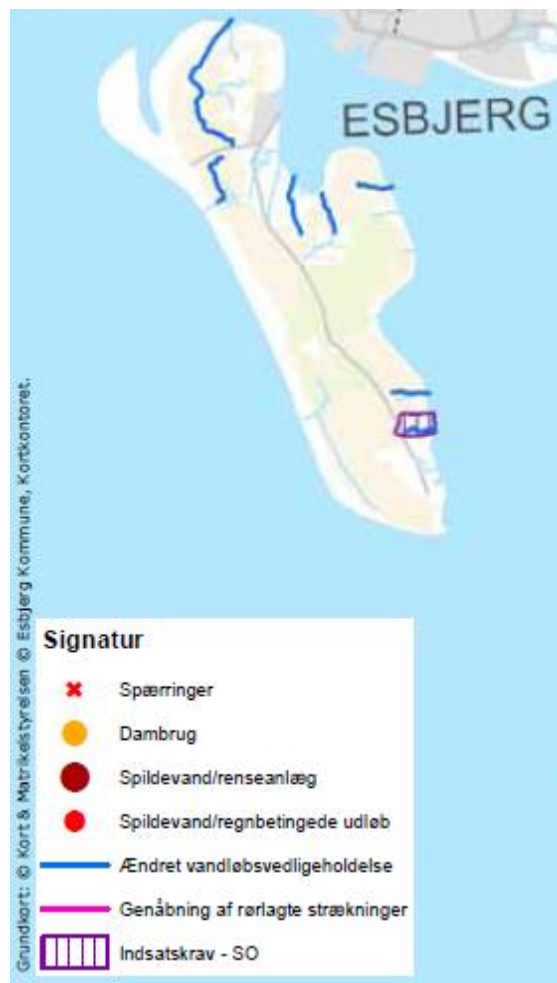 ESBJERG
Grundkort: © Kort & Matrikelstyrelsen © Esbjerg Kommune, Kortkontoret.
Signatur
Spærringer
Dambrug
Spildevand/renseanlæg
Spildevand/regnbetingede udløb
Ændret vandløbsvedligeholdelse
Genåbning af rørlagte strækninger
Indsatskrav - SO